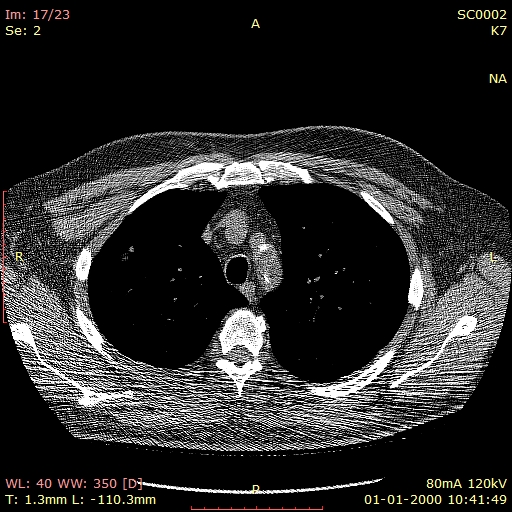 Im: 17/23
Se: 2
A
SC0002
K7
NA
R
L
WL: 40 WW: 350 [D]
T: 1.3mm L: -110.3mm
P
80mA 120kV
01-01-2000 10:41:49